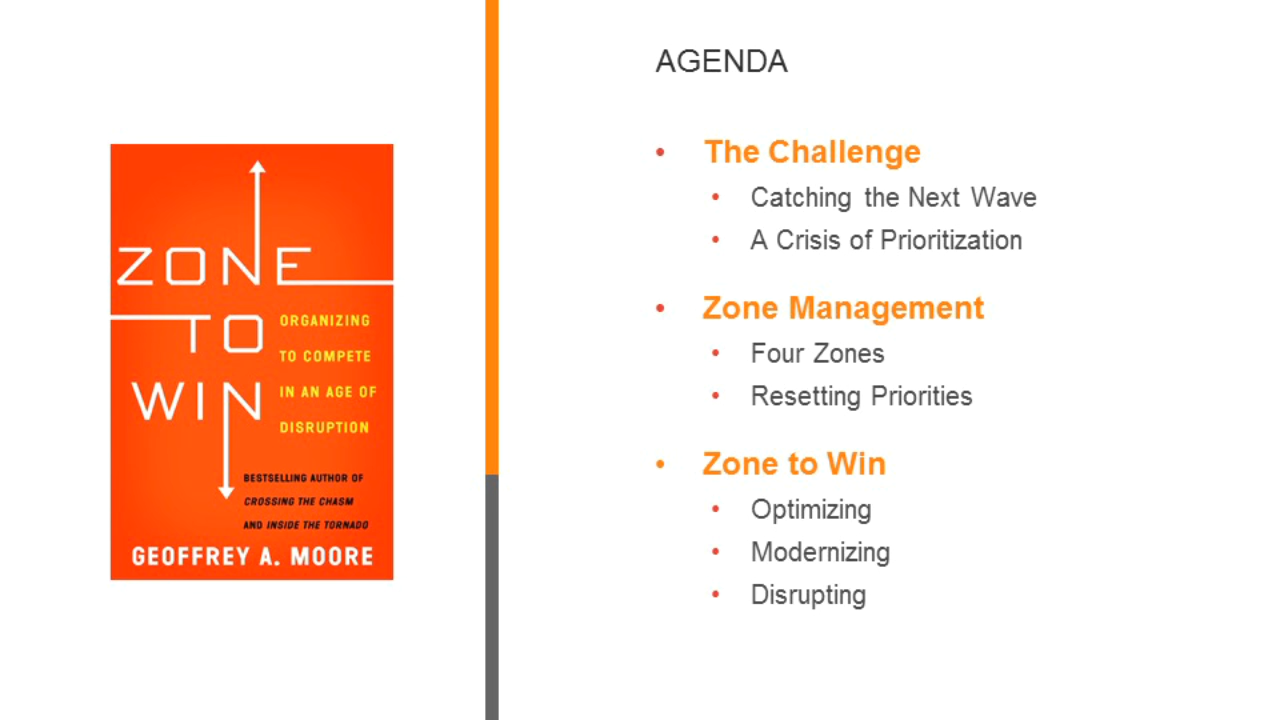 ZONE
TO
WIN
ORGANIZING
TO COMPETE
IN AN AGE OF
DISRUPTION
BESTSELLING AUTHOR OF
CROSSING THE CHASM
AND INSIDE THE TORNADO
GEOFFREY A. MOORE
AGENDA
• The Challenge
• Catching the Next Wave
• A Crisis of Prioritization
• Zone Management
• Four Zones
• Resetting Priorities
• Zone to Win
• Optimizing
• Modernizing
• Disrupting